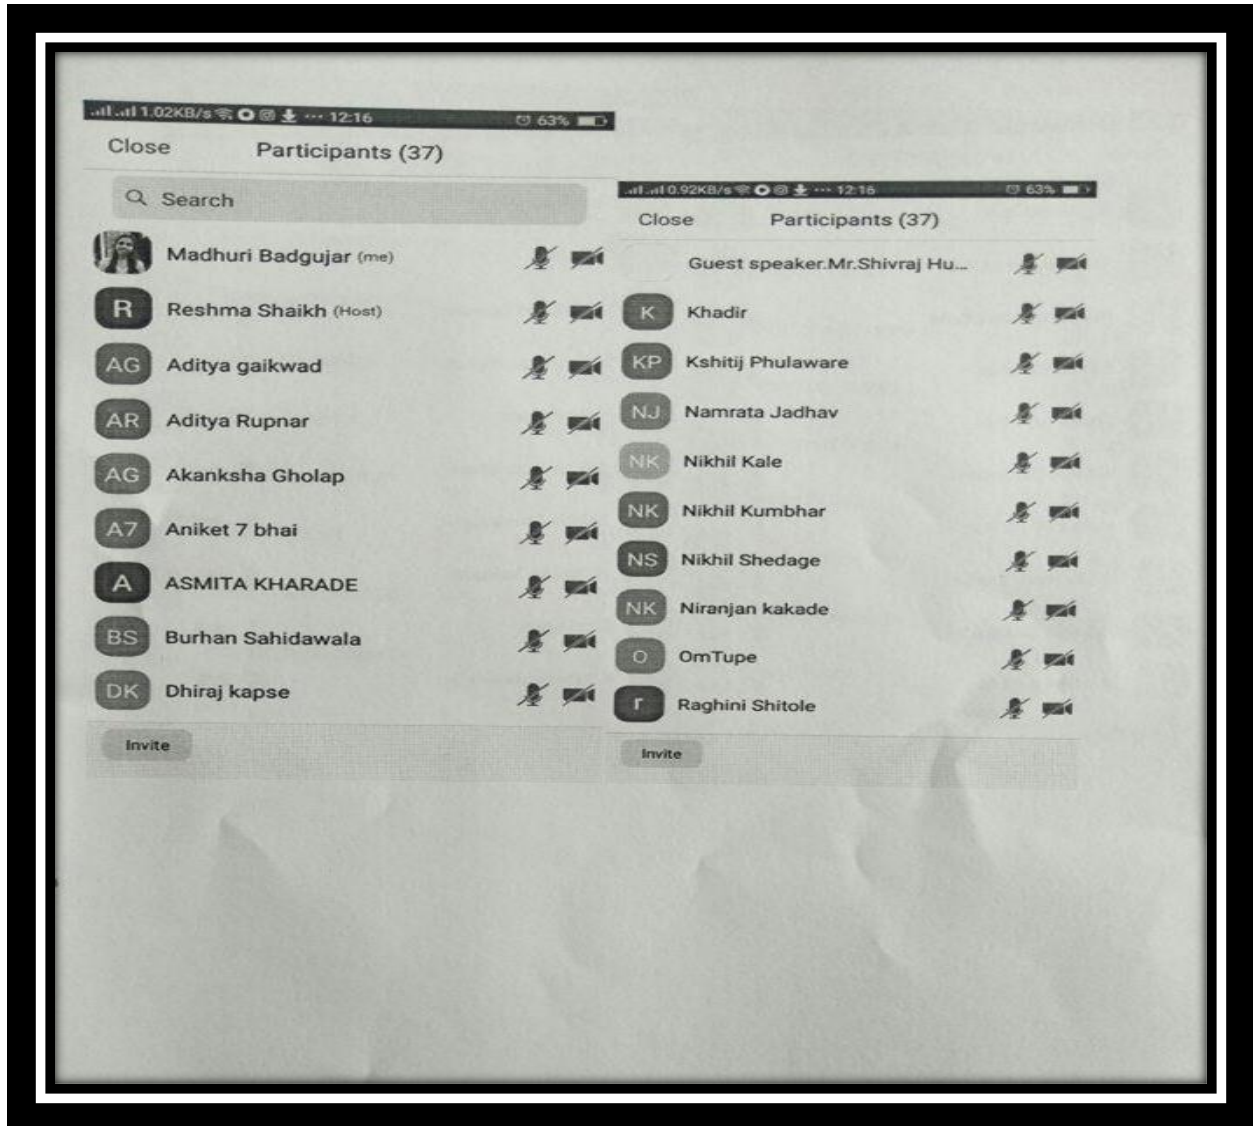 1.02KB/s ... 12:16 63%
Close Participants (37)
Search
Madhuri Badgujar (me)
R Reshma Shaikh (Host)
AG Aditya gaikwad
AR Aditya Rupnar
AG Akanksha Gholap
A7 Aniket 7 bhai
A ASMITA KHARADE
BS Burhan Sahidawala
DK Dhiraj kapse
Invite
0.92KB/s ... 12:16 63%
Close Participants (37)
Guest speaker.Mr.Shivraj Hu...
K Khadir
KP Kshitij Phulaware
NJ Namrata Jadhav
NK Nikhil Kale
NK Nikhil Kumbhar
NS Nikhil Shedage
NK Niranjan kakade
O OmTupe
r Raghini Shitole
Invite